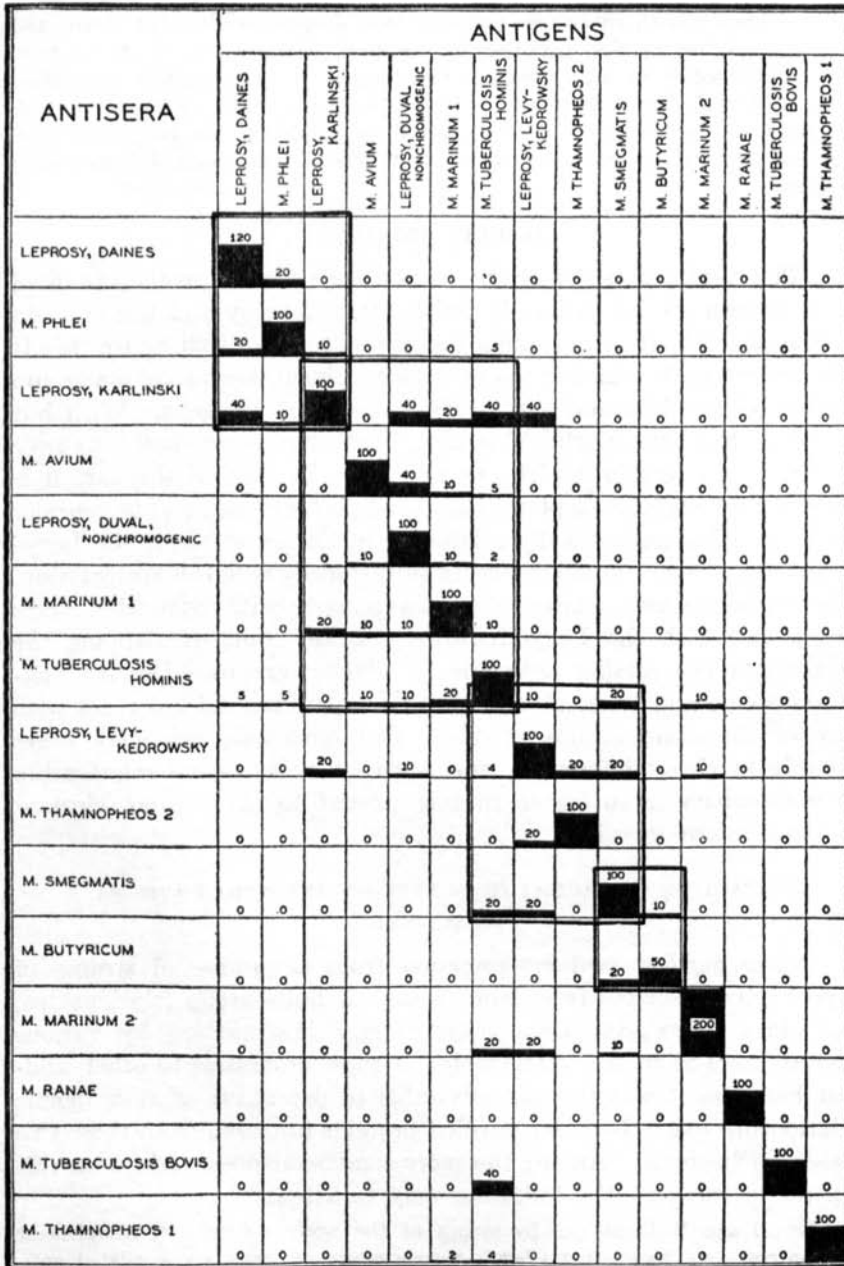 ANTIGENS
ANTISERA
LEPROSY, DAINES
M. PHLEI
LEPROSY,
KARLINSKI
M. AVIUM
LEPROSY, DUVAL
NONCHROMOGENIC
M. MARINUM 1
M. TUBERCULOSIS
HOMINIS
LEPROSY, LEVY-
KEDROWSKY
M THAMNOPHEOS 2
M. SMEGMATIS
M. BUTYRICUM
M. MARINUM 2
M. RANAE
M. TUBERCULOSIS
BOVIS
M. THAMNOPHEOS 1
LEPROSY, DAINES 120 20 0 0 0 0 0 0 0 0 0 0 0 0 0
M. PHLEI 20 100 10 0 0 0 5 0 0 0 0 0 0 0 0
LEPROSY, KARLINSKI 40 10 100 0 40 20 40 40 0 0 0 0 0 0 0
M. AVIUM 0 0 0 100 40 10 5 0 0 0 0 0 0 0 0
LEPROSY, DUVAL,
NONCHROMOGENIC 0 0 0 10 100 10 2 0 0 0 0 0 0 0 0
M. MARINUM 1 0 0 20 10 10 100 10 0 0 0 0 0 0 0 0
M. TUBERCULOSIS
HOMINIS 5 5 0 10 10 20 100 10 0 20 0 10 0 0 0
LEPROSY, LEVY-
KEDROWSKY 0 0 20 0 10 0 4 100 20 20 0 10 0 0 0
M. THAMNOPHEOS 2 0 0 0 0 0 0 0 20 100 0 0 0 0 0 0
M. SMEGMATIS 0 0 0 0 0 0 20 20 0 100 10 0 0 0 0
M. BUTYRICUM 0 0 0 0 0 0 0 0 0 20 50 0 0 0 0
M. MARINUM 2 0 0 0 0 0 0 20 20 0 10 0 200 0 0 0
M. RANAE 0 0 0 0 0 0 0 0 0 0 0 0 100 0 0
M. TUBERCULOSIS BOVIS 0 0 0 0 0 0 40 0 0 0 0 0 0 100 0
M. THAMNOPHEOS 1 0 0 0 0 0 2 4 0 0 0 0 0 0 0 100